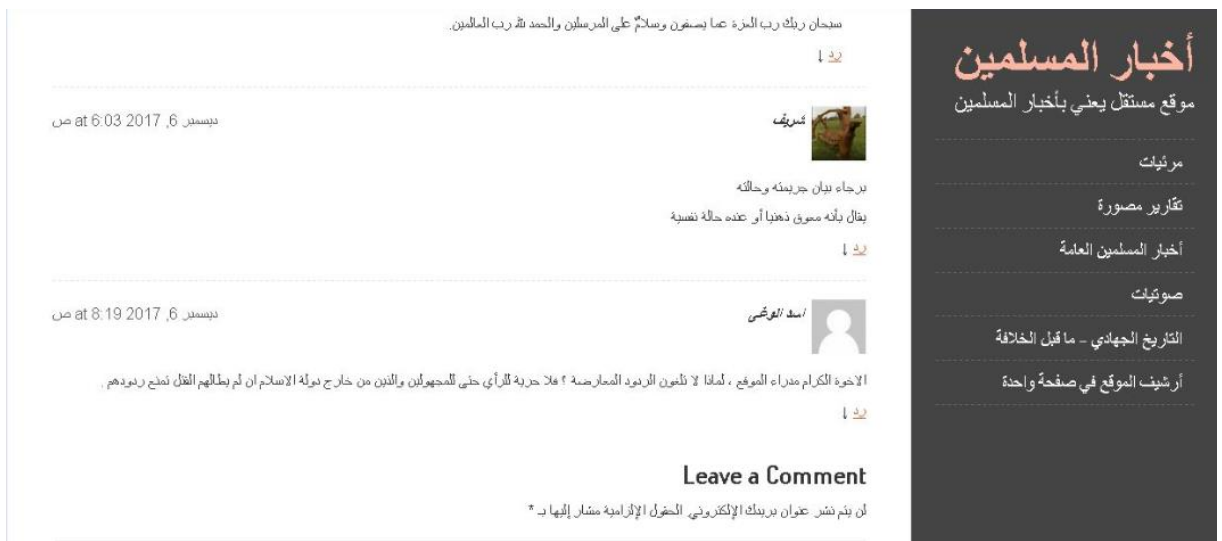 أخبار المسلمين
موقع مستقل يعني بأخبار المسلمين
مرئيات
تقارير مصورة
أخبار المسلمين العامة
صوتيات
التاريخ الجهادي – ما قبل الخلافة
أرشيف الموقع في صفحة واحدة
سبحان ربك رب العزة عما يصفون وسلامٌ على المرسلين والحمد لله رب العالمين.
رد ↓
شريف
ديسمبر 6, 2017 at 6:03 ص
برجاء بيان جريمته وحالته
يقال بأنه معوق ذهنيا أو عنده حالة نفسية
رد ↓
اسد الوغى
ديسمبر 6, 2017 at 8:19 ص
الاخوة الكرام مدراء الموقع ، لماذا لا تلغون الردود المعارضة ؟ فلا حرية للرأي حتى للمجهولين والذين من خارج دولة الاسلام ان لم يطالهم القتل تمنع ردودهم .
رد ↓
Leave a Comment
لن يتم نشر عنوان بريدك الإلكتروني. الحقول الإلزامية مشار إليها بـ *